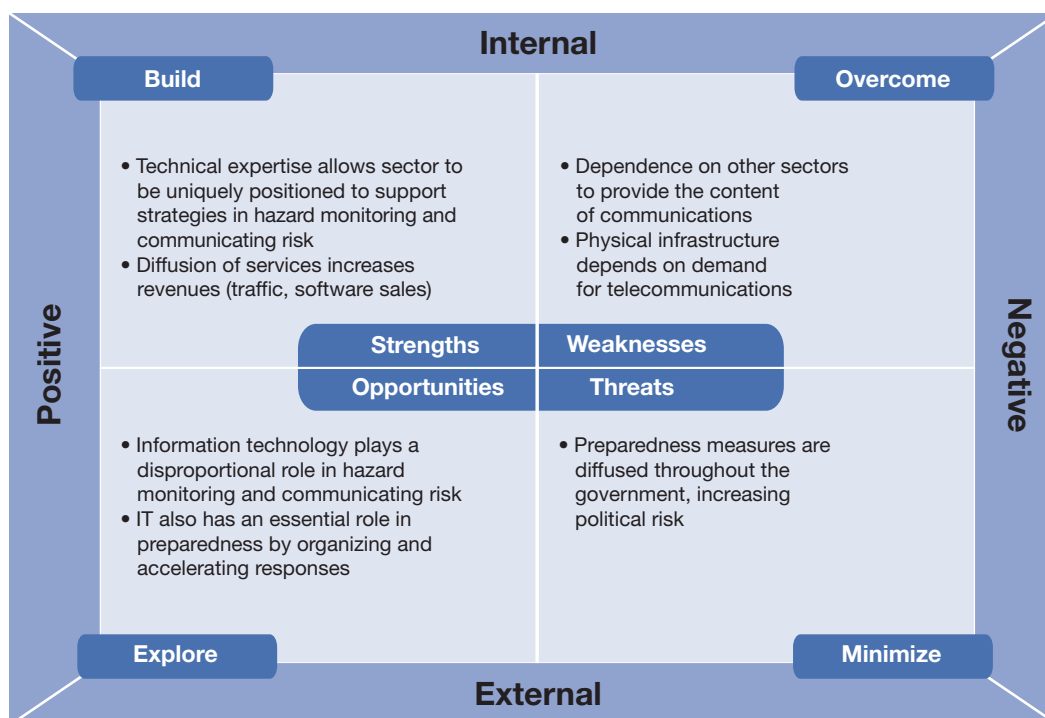 Internal
Build
Overcome
Positive
Negative
• Technical expertise allows sector to
be uniquely positioned to support
strategies in hazard monitoring and
communicating risk
• Diffusion of services increases
revenues (traffic, software sales)
• Dependence on other sectors
to provide the content
of communications
• Physical infrastructure
depends on demand
for telecommunications
Strengths
Weaknesses
Opportunities
Threats
• Information technology plays a
disproportional role in hazard
monitoring and communicating risk
• IT also has an essential role in
preparedness by organizing and
accelerating responses
• Preparedness measures are
diffused throughout the
government, increasing
political risk
Explore
Minimize
External